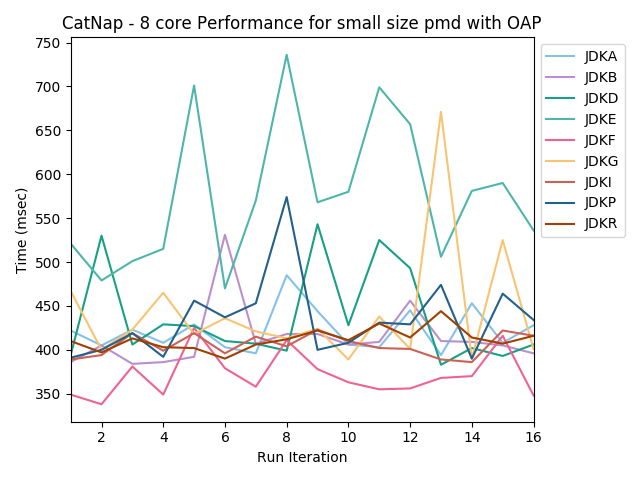 CatNap - 8 core Performance for small size pmd with OAP
750
700
650
600
550
500
450
400
350
Time (msec)
2 4 6 8 10 12 14 16
Run Iteration
JDKA
JDKB
JDKD
JDKE
JDKF
JDKG
JDKI
JDKP
JDKR